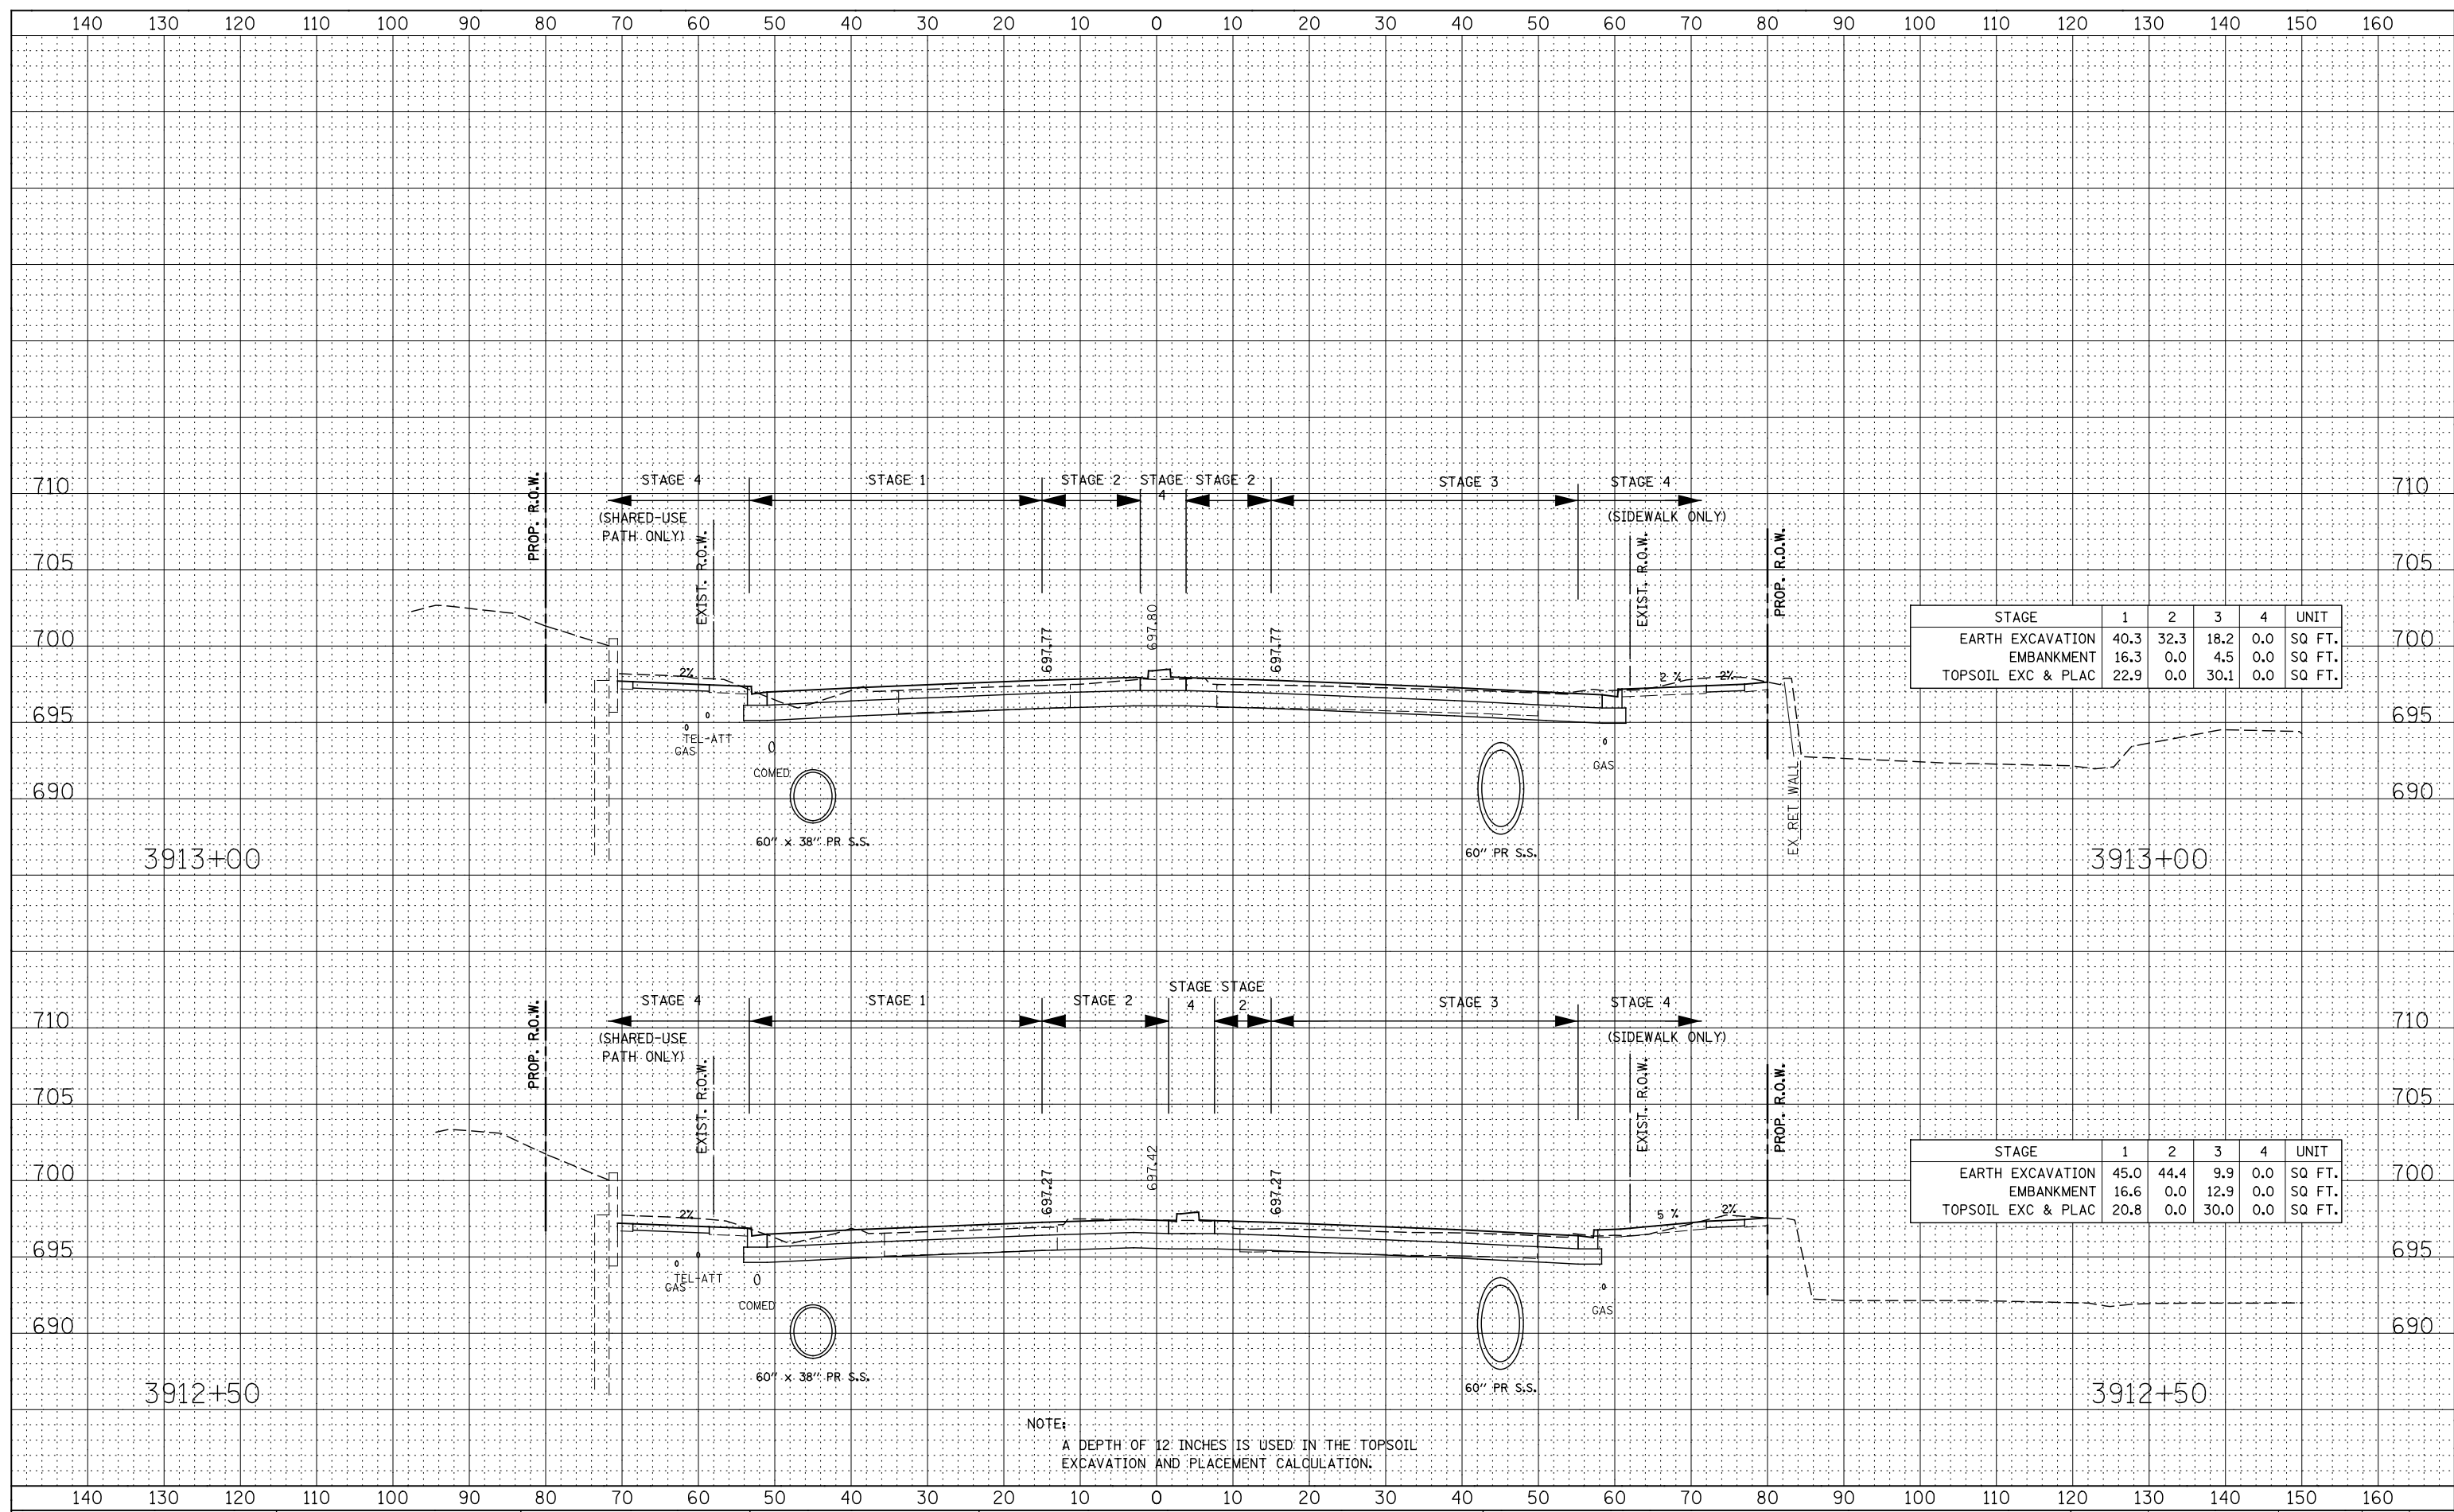 140 130 120 110 100 90 80 70 60 50 40 30 20 10 0 10 20 30 40 50 60 70 80 90 100 110 120 130 140 150 160
710 710
705 705
700 700
695 695
690 690
PROP. R.O.W.
STAGE 4
(SHARED-USE
PATH ONLY)
EXIST. R.O.W.
STAGE 1
STAGE 2
STAGE
4
STAGE 2
STAGE 3
STAGE 4
(SIDEWALK ONLY)
EXIST. R.O.W.
PROP. R.O.W.
697.77
697.80
697.77
2%
2 %
2%
TEL-ATT
GAS
COMED
60" x 38" PR S.S.
60" PR S.S.
GAS
EX RET WALL
STAGE 1 2 3 4 UNIT
EARTH EXCAVATION 40.3 32.3 18.2 0.0 SQ FT.
EMBANKMENT 16.3 0.0 4.5 0.0 SQ FT.
TOPSOIL EXC & PLAC 22.9 0.0 30.1 0.0 SQ FT.
3913+00 3913+00
710 710
705 705
700 700
695 695
690 690
PROP. R.O.W.
STAGE 4
(SHARED-USE
PATH ONLY)
EXIST. R.O.W.
STAGE 1
STAGE 2
STAGE
4
STAGE
2
STAGE 3
STAGE 4
(SIDEWALK ONLY)
EXIST. R.O.W.
PROP. R.O.W.
697.27
697.42
697.27
2%
5 %
2%
TEL-ATT
GAS
COMED
60" x 38" PR S.S.
60" PR S.S.
GAS
STAGE 1 2 3 4 UNIT
EARTH EXCAVATION 45.0 44.4 9.9 0.0 SQ FT.
EMBANKMENT 16.6 0.0 12.9 0.0 SQ FT.
TOPSOIL EXC & PLAC 20.8 0.0 30.0 0.0 SQ FT.
3912+50 3912+50
NOTE:
A DEPTH OF 12 INCHES IS USED IN THE TOPSOIL
EXCAVATION AND PLACEMENT CALCULATION.
140 130 120 110 100 90 80 70 60 50 40 30 20 10 0 10 20 30 40 50 60 70 80 90 100 110 120 130 140 150 160